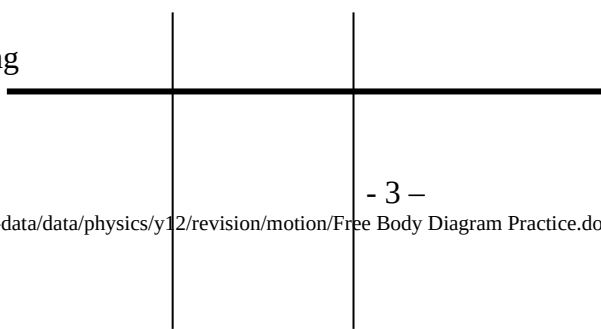 - 3 –
data/data/physics/y12/revision/motion/Free Body Diagram Practice.do